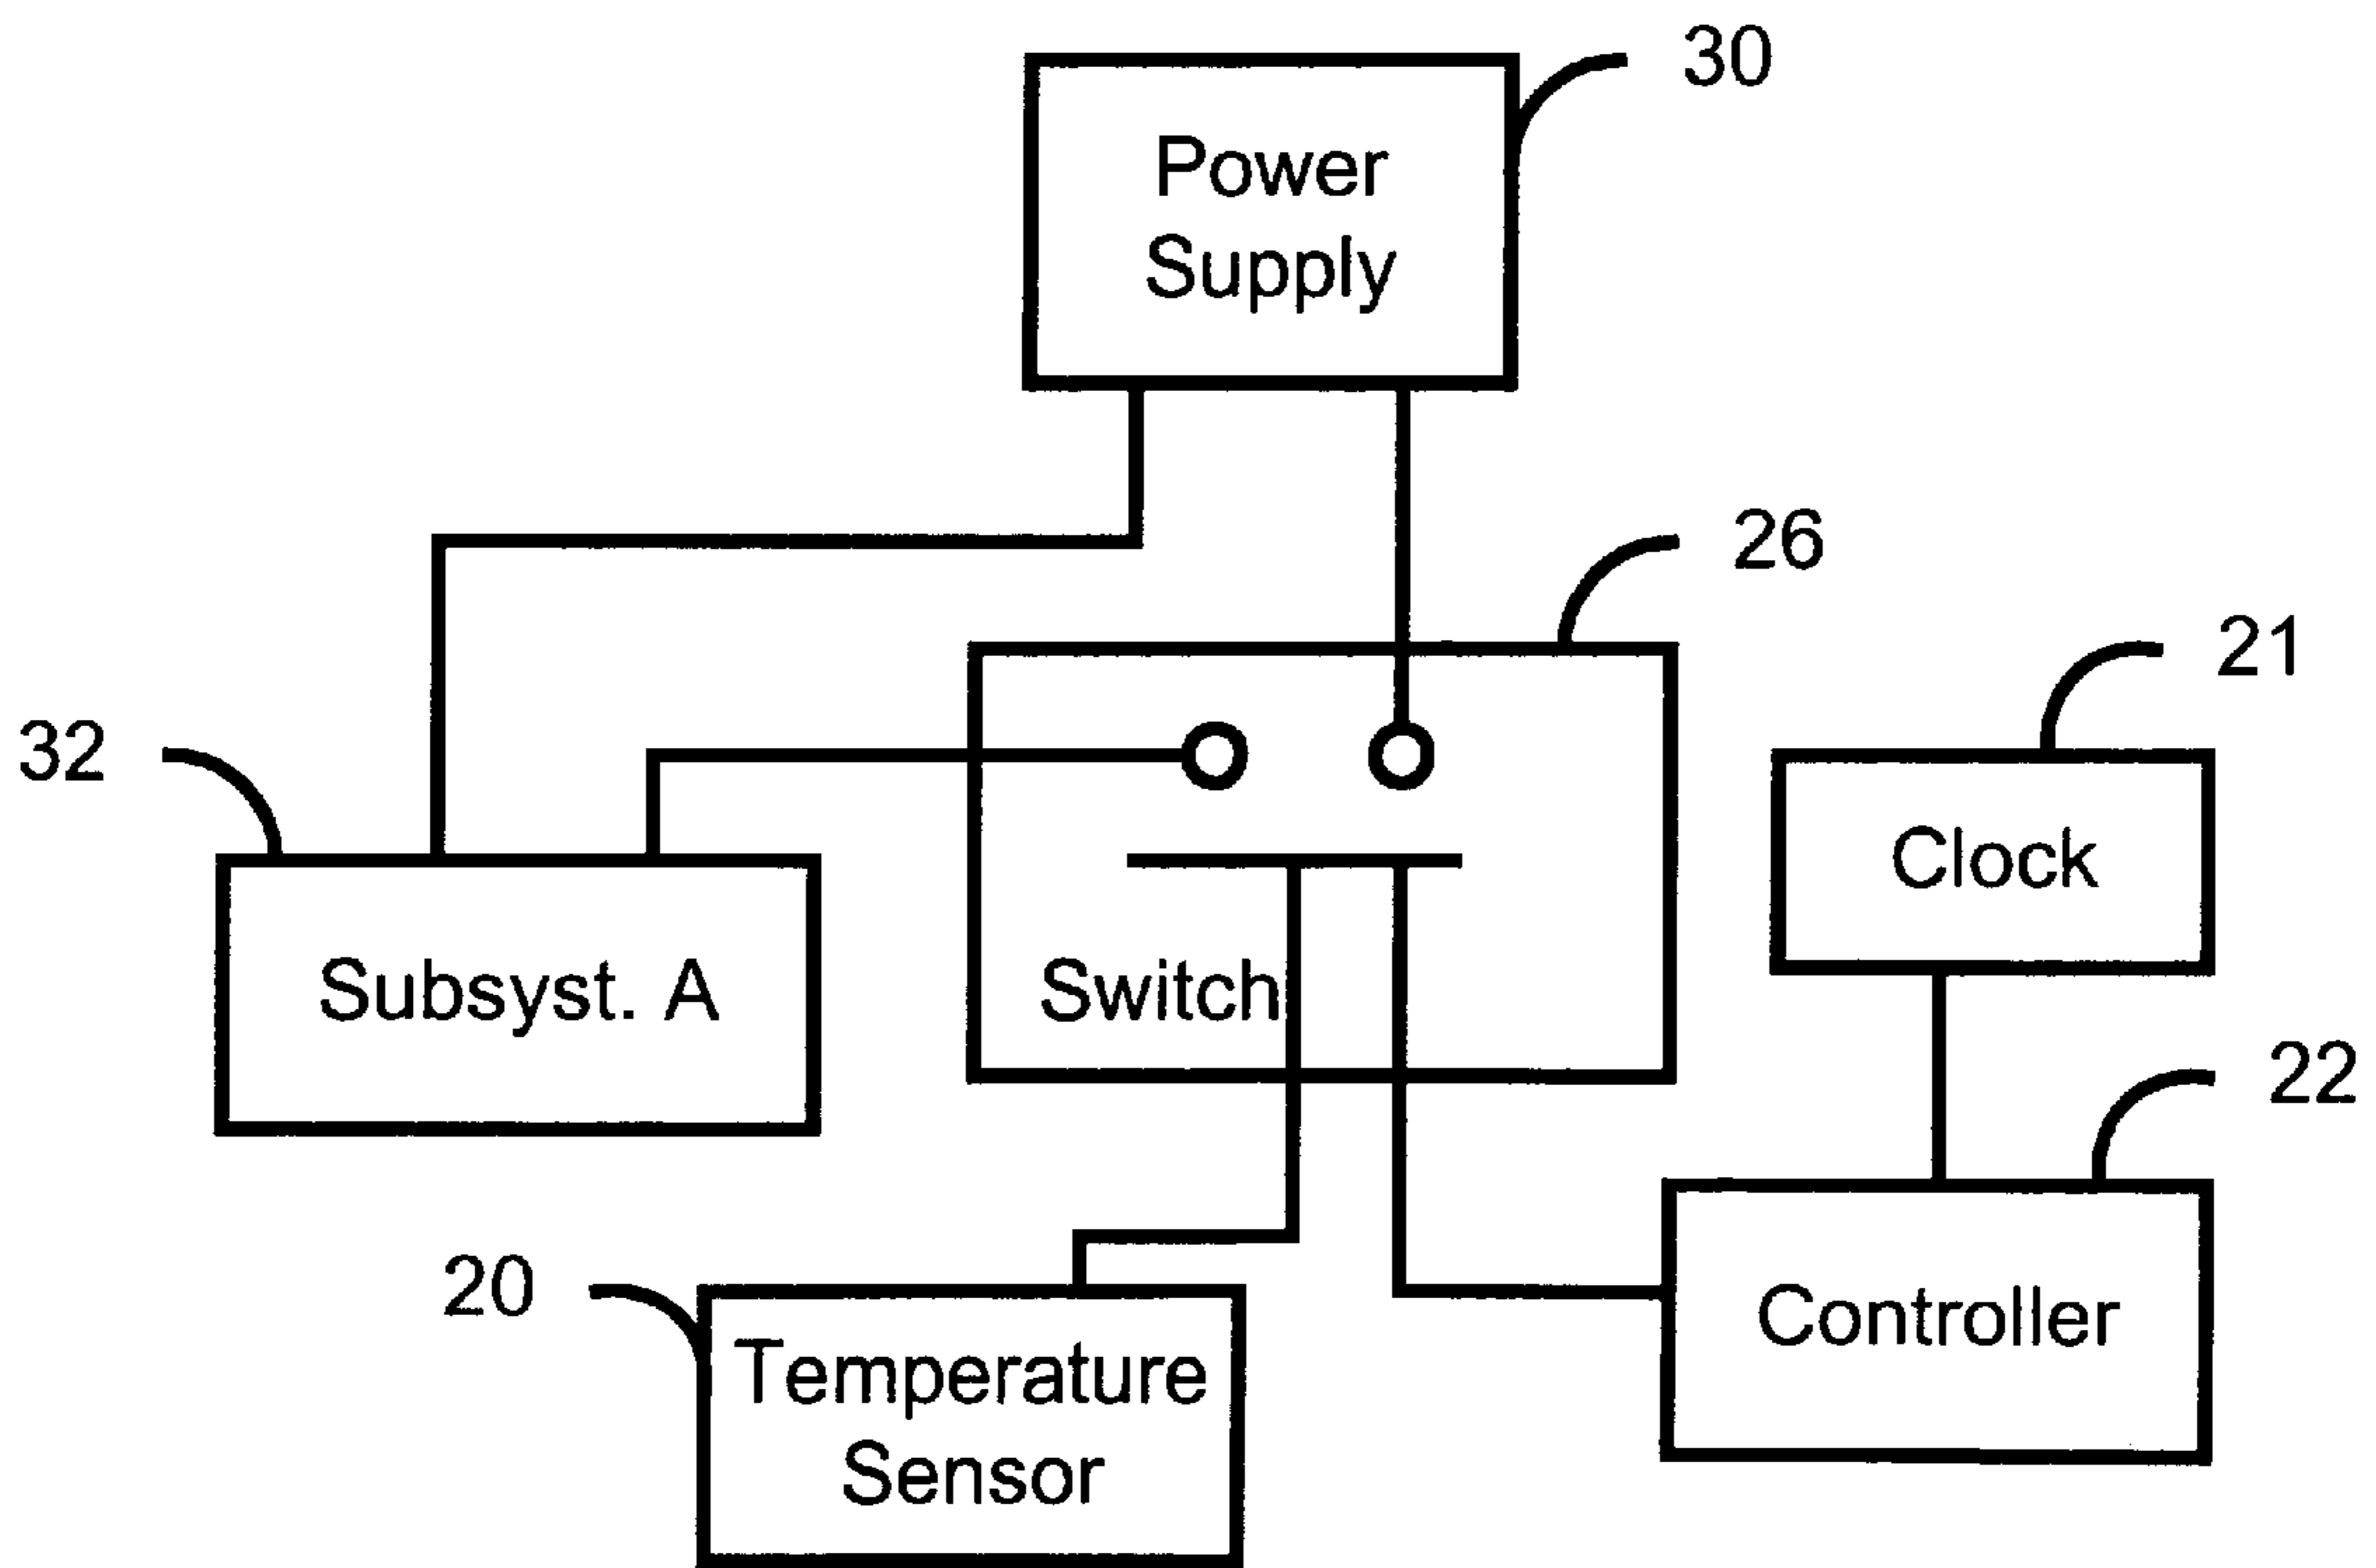 30
Power
Supply
26
21
32
Clock
Subsyst. A
Switch
22
20
Controller
Temperature
Sensor